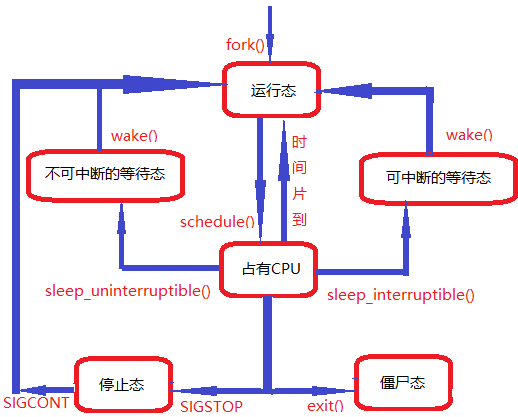 fork()
运行态
wake()
时间片到
wake()
不可中断的等待态
可中断的等待态
schedule()
占有CPU
sleep_uninterruptible()
sleep_interruptible()
停止态
僵尸态
SIGCONT
SIGSTOP
exit()